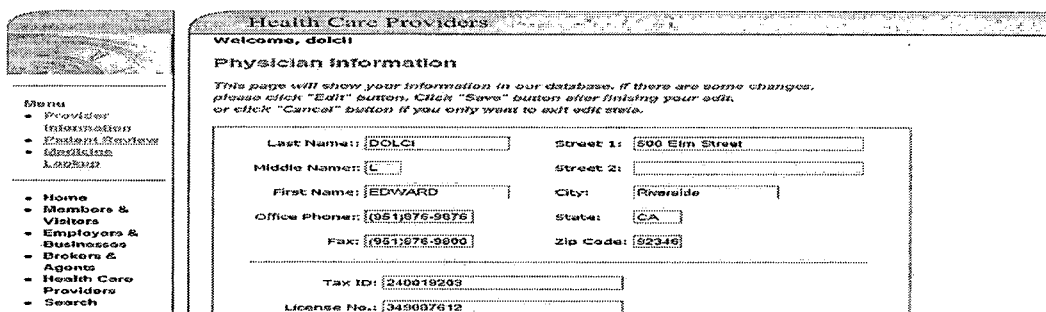 Health Care Providers
Welcome, dolcil
Physician Information
This page will show your information in our database. if there are some changes,
please click "Edit" button. Click "Save" button after finising your edit.
or click "Cancel" button if you only want to exit edit state.
Menu
Provider
Information
Patient Review
Medicine
Lookup
Home
Members &
Visitors
Employers &
Businesses
Brokers &
Agents
Health Care
Providers
Search
Last Name:: DOLCI
Street 1: 500 Elm Street
Middle Name:: L
Street 2:
First Name: EDWARD
City: Riverside
Office Phone:: (951)876-9876
State: CA
Fax: (951)876-9800
Zip Code: 92346
Tax ID: 240019203
License No.: 349087612